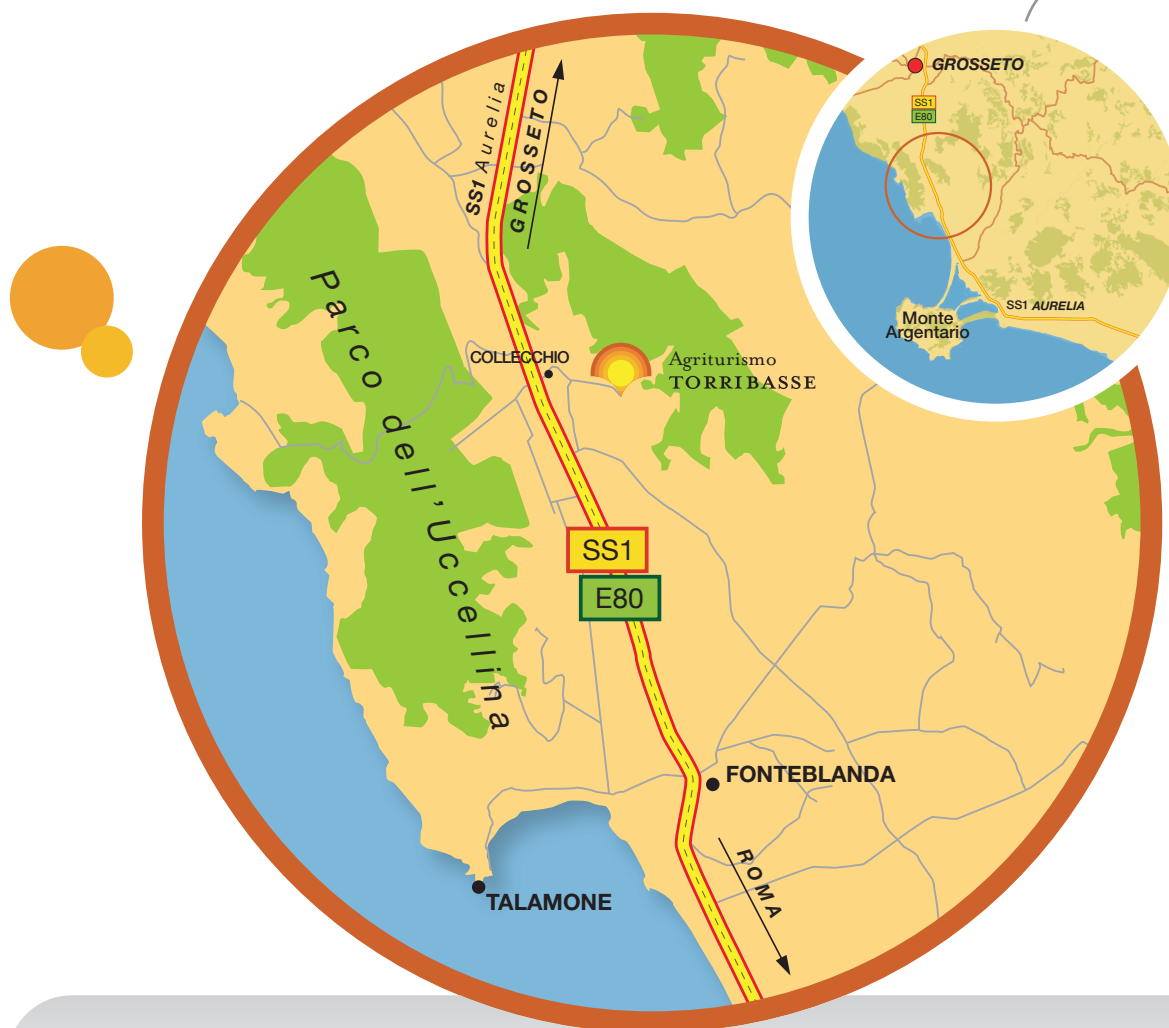 GROSSETO
SS1
E80
SS1 AURELIA
Monte
Argentario
SS1 Aurelia
GROSSETO
Parco dell'Uccellina
COLLECCHIO
Agriturismo
TORRIBASSE
SS1
E80
FONTEBLANDA
ROMA
TALAMONE